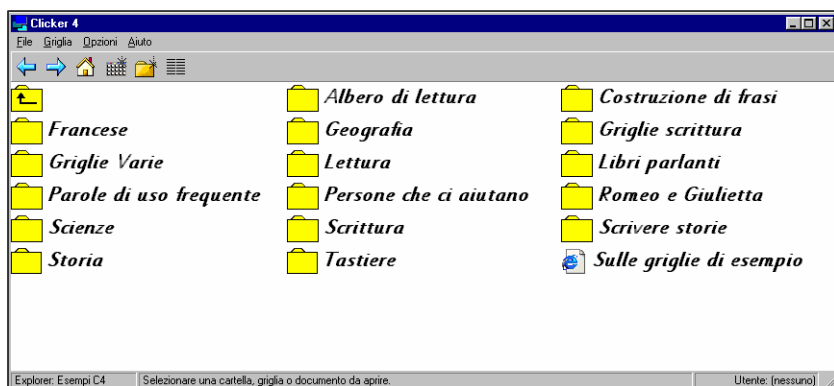 Clicker 4
File Griglia Opzioni Aiuto
Albero di lettura Costruzione di frasi
Francese Geografia Griglie scrittura
Griglie Varie Lettura Libri parlanti
Parole di uso frequente Persone che ci aiutano Romeo e Giulietta
Scienze Scrittura Scrivere storie
Storia Tastiere Sulle griglie di esempio
Explorer: Esempi C4 Selezionare una cartella, griglia o documento da aprire. Utente: (nessuno)